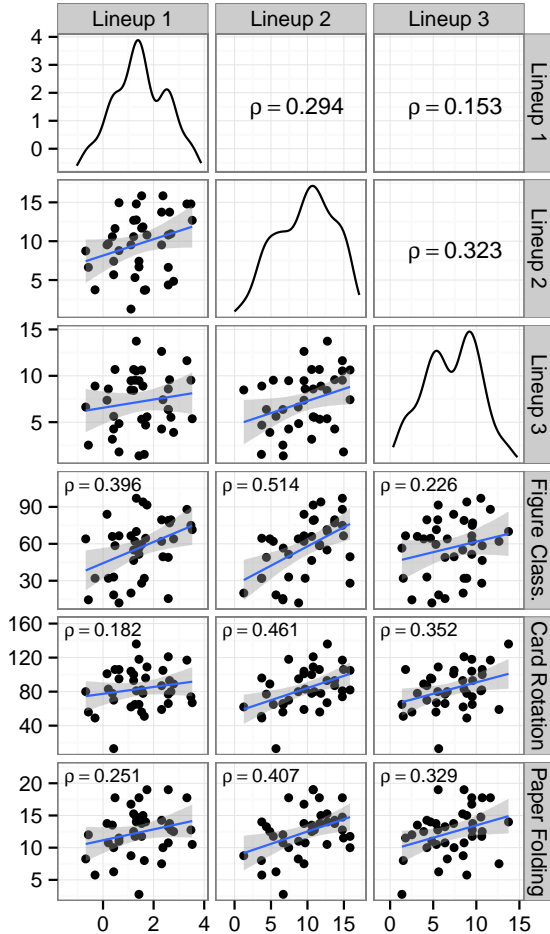 Lineup 1 Lineup 2 Lineup 3
4
3
2
1
0
ρ = 0.294 ρ = 0.153
Lineup 1
15
10
5
ρ = 0.323
Lineup 2
15
10
5
Lineup 3
90
60
30
ρ = 0.396 ρ = 0.514 ρ = 0.226
Figure Class.
160
120
80
40
ρ = 0.182 ρ = 0.461 ρ = 0.352
Card Rotation
20
15
10
5
ρ = 0.251 ρ = 0.407 ρ = 0.329
Paper Folding
0 2 4 0 5 10 15 0 5 10 15